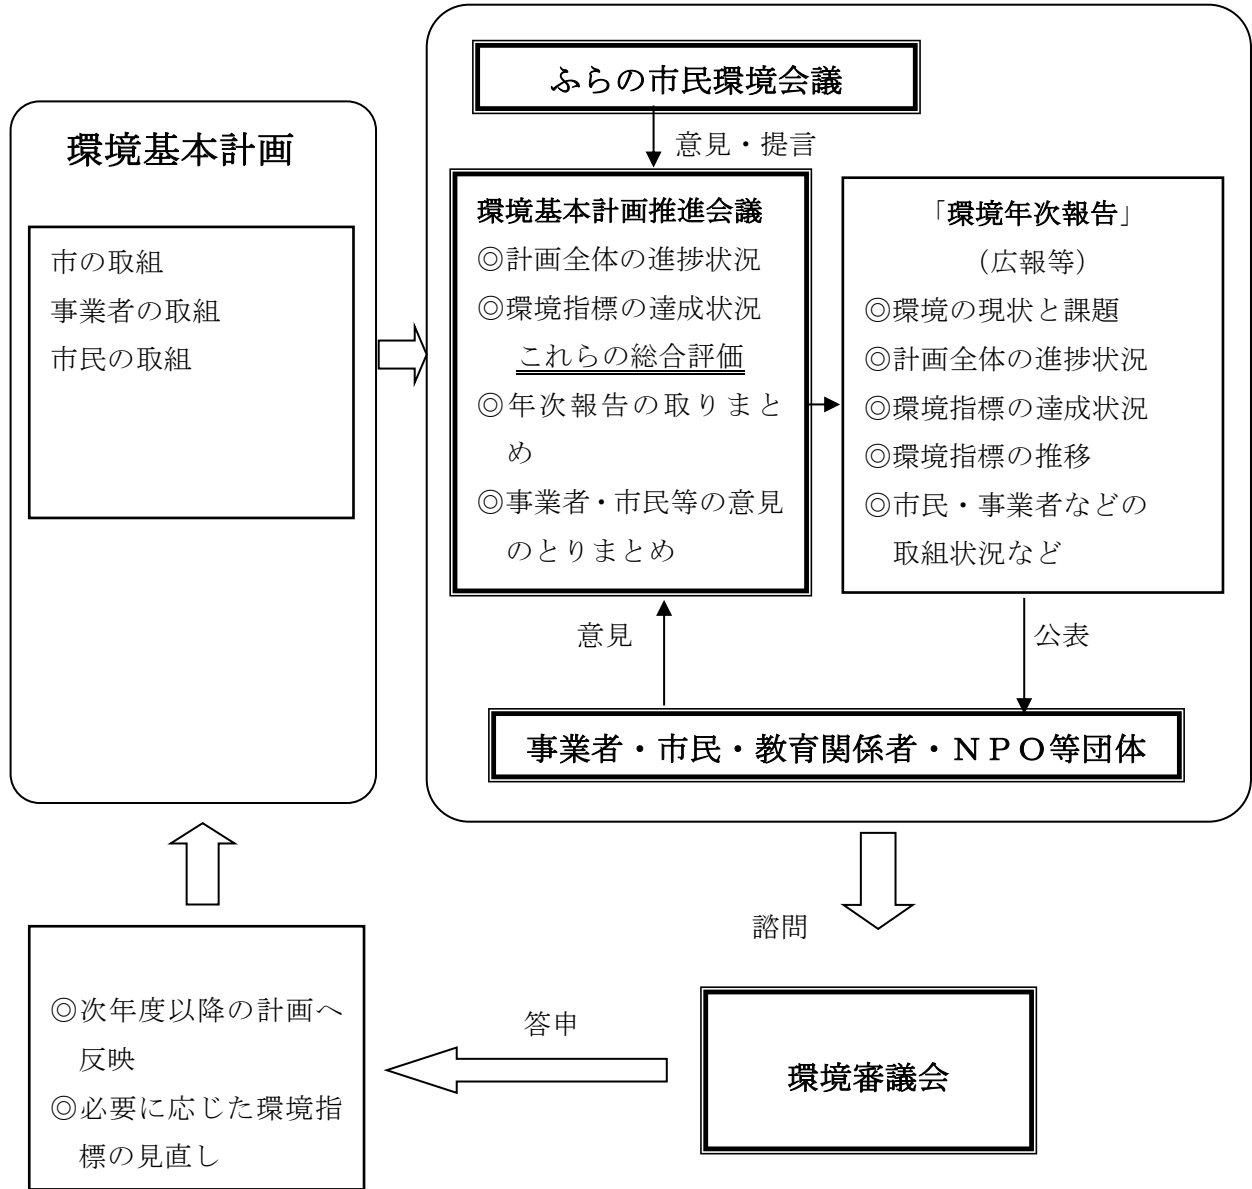 環境基本計画
市の取組
事業者の取組
市民の取組
ふらの市民環境会議
意見・提言
環境基本計画推進会議
◎計画全体の進捗状況
◎環境指標の達成状況
これらの総合評価
◎年次報告の取りまと
め
◎事業者・市民等の意見
のとりまとめ
「環境年次報告」
（広報等）
◎環境の現状と課題
◎計画全体の進捗状況
◎環境指標の達成状況
◎環境指標の推移
◎市民・事業者などの
取組状況など
意見
公表
事業者・市民・教育関係者・ＮＰＯ等団体
諮問
環境審議会
答申
◎次年度以降の計画へ
反映
◎必要に応じた環境指
標の見直し